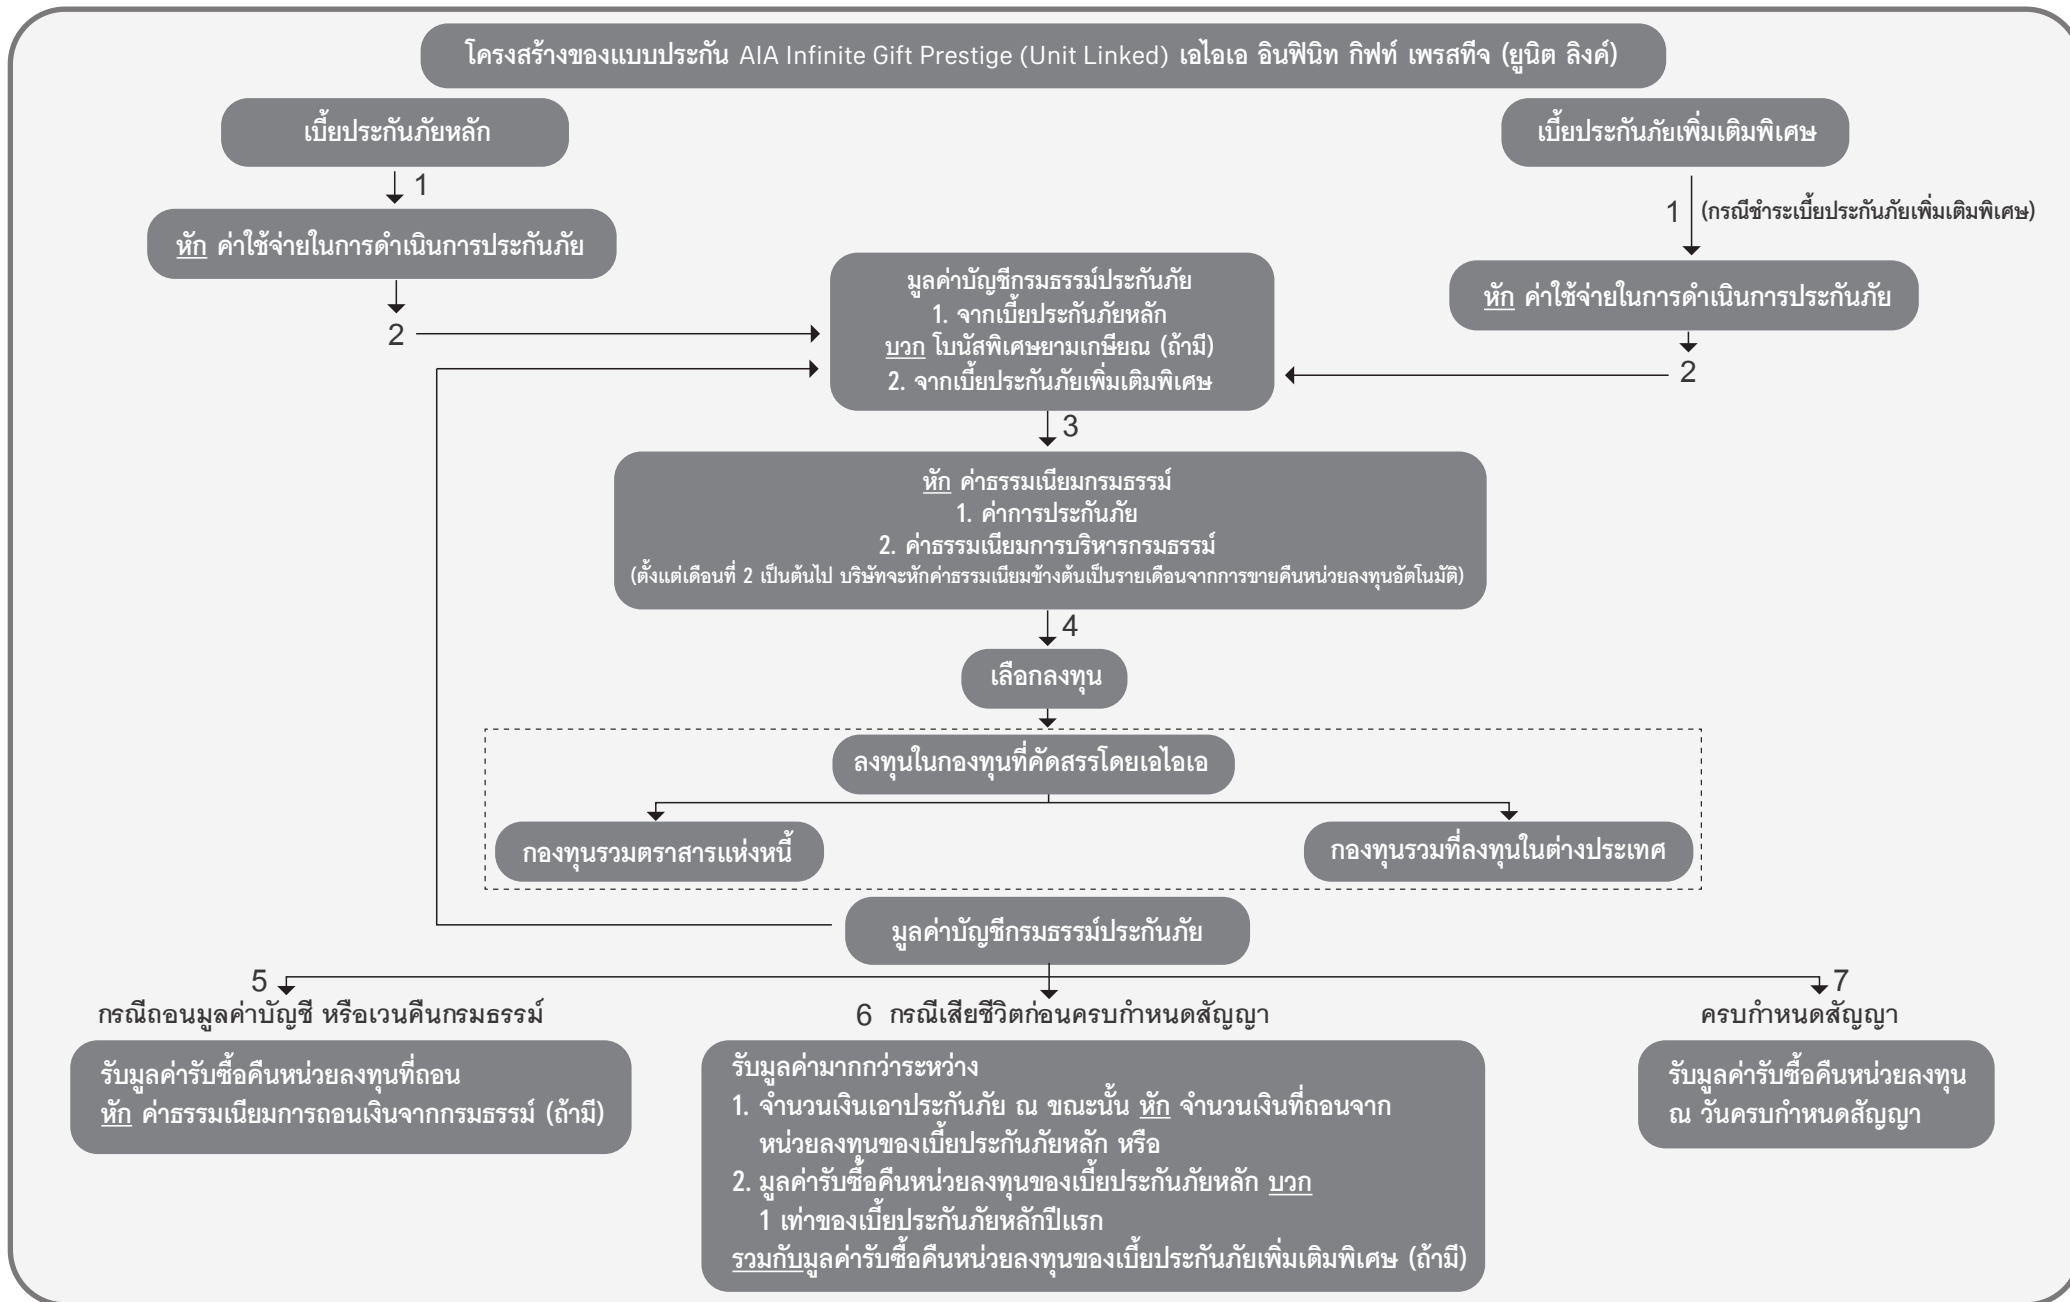 โครงสร้างของแบบประกัน AIA Infinite Gift Prestige (Unit Linked) เอไอเอ อินฟินิท กิฟท์ เพรสทีจ (ยูนิต ลิงค์)
เบี้ยประกันภัยหลัก
เบี้ยประกันภัยเพิ่มเติมพิเศษ
1
1 (กรณีชำระเบี้ยประกันภัยเพิ่มเติมพิเศษ)
หัก ค่าใช้จ่ายในการดำเนินการประกันภัย
หัก ค่าใช้จ่ายในการดำเนินการประกันภัย
2
มูลค่าบัญชีกรมธรรม์ประกันภัย
1. จากเบี้ยประกันภัยหลัก
บวก โบนัสพิเศษยามเกษียณ (ถ้ามี)
2. จากเบี้ยประกันภัยเพิ่มเติมพิเศษ
2
3
หัก ค่าธรรมเนียมกรมธรรม์
1. ค่าการประกันภัย
2. ค่าธรรมเนียมการบริหารกรมธรรม์
(ตั้งแต่เดือนที่ 2 เป็นต้นไป บริษัทจะหักค่าธรรมเนียมข้างต้นเป็นรายเดือนจากการขายคืนหน่วยลงทุนอัตโนมัติ)
4
เลือกลงทุน
ลงทุนในกองทุนที่คัดสรรโดยเอไอเอ
กองทุนรวมตราสารแห่งหนี้
กองทุนรวมที่ลงทุนในต่างประเทศ
มูลค่าบัญชีกรมธรรม์ประกันภัย
5
กรณีถอนมูลค่าบัญชี หรือเวนคืนกรมธรรม์
รับมูลค่ารับซื้อคืนหน่วยลงทุนที่ถอน
หัก ค่าธรรมเนียมการถอนเงินจากกรมธรรม์ (ถ้ามี)
6 กรณีเสียชีวิตก่อนครบกำหนดสัญญา
รับมูลค่ามากกว่าระหว่าง
1. จำนวนเงินเอาประกันภัย ณ ขณะนั้น หัก จำนวนเงินที่ถอนจาก
หน่วยลงทุนของเบี้ยประกันภัยหลัก หรือ
2. มูลค่ารับซื้อคืนหน่วยลงทุนของเบี้ยประกันภัยหลัก บวก
1 เท่าของเบี้ยประกันภัยหลักปีแรก
รวมกับมูลค่ารับซื้อคืนหน่วยลงทุนของเบี้ยประกันภัยเพิ่มเติมพิเศษ (ถ้ามี)
7
ครบกำหนดสัญญา
รับมูลค่ารับซื้อคืนหน่วยลงทุน
ณ วันครบกำหนดสัญญา